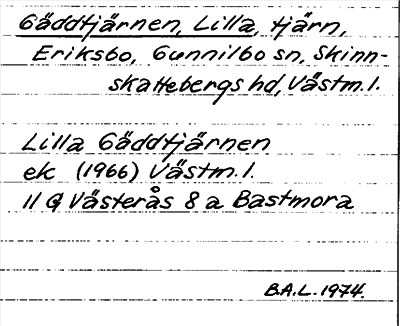 Gäddtjärnen, Lilla, tjärn,
Eriksbo, Gunnilbo sn, Skinn-
skattebergs hd, Västm.l.
Lilla Gäddtjärnen
ek (1966) Västm.l.
11 G Västerås 8 a Bastmora
B.A.L. 1974.